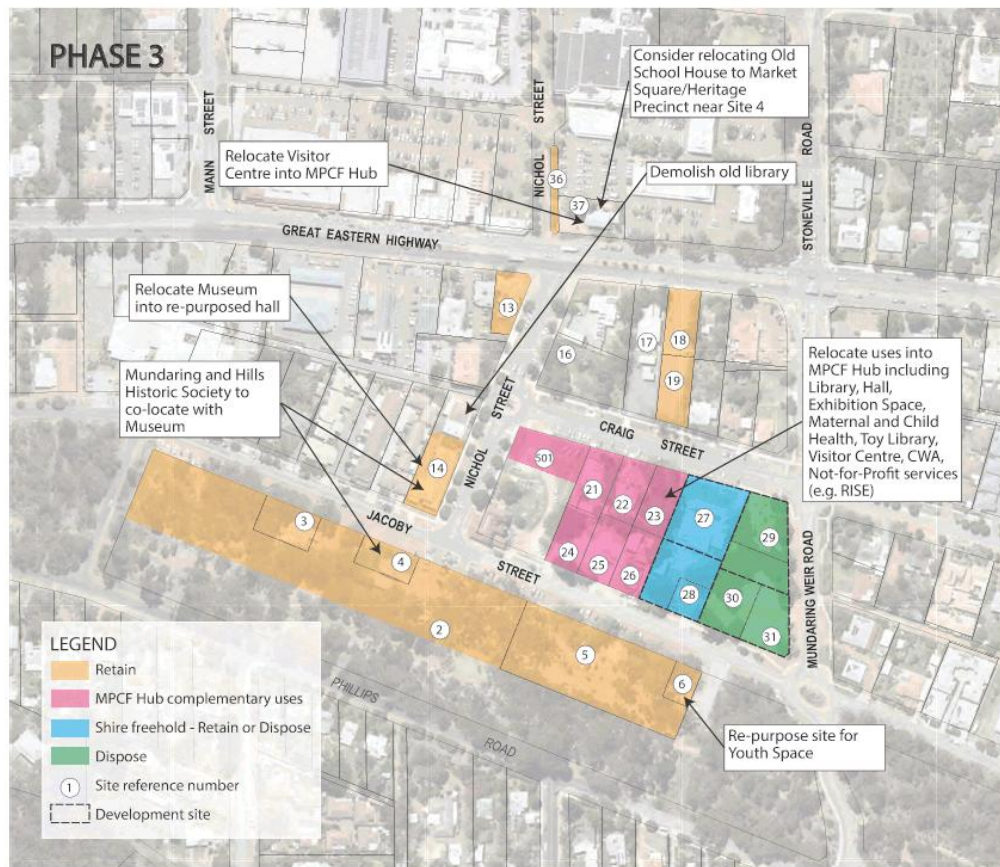 PHASE 3
Consider relocating Old
School House to Market
Square/Heritage
Precinct near Site 4
Relocate Visitor
Centre into MPCF Hub
Demolish old library
MANN STREET
NICHOL STREET
STONEVILLE ROAD
36
37
GREAT EASTERN HIGHWAY
Relocate Museum
into re-purposed hall
Mundaring and Hills
Historic Society to
co-locate with
Museum
13
16
17
18
19
Relocate uses into
MPCF Hub including
Library, Hall,
Exhibition Space,
Maternal and Child
Health, Toy Library,
Visitor Centre, CWA,
Not-for-Profit services
(e.g. RISE)
NICHOL STREET
CRAIG STREET
14
501
21
22
23
27
29
24
25
26
28
30
31
JACOBY STREET
MUNDARING WEIR ROAD
3
4
2
5
6
PHILLIPS ROAD
Re-purpose site for
Youth Space
LEGEND
Retain
MPCF Hub complementary uses
Shire freehold - Retain or Dispose
Dispose
1 Site reference number
Development site